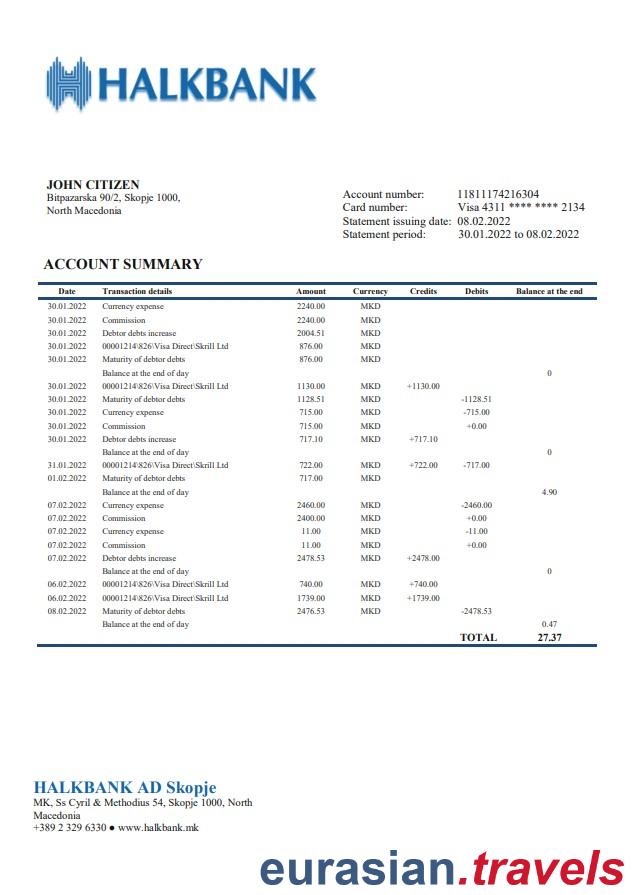 HALKBANK
JOHN CITIZEN
Bitpazarska 90/2, Skopje 1000,
North Macedonia
Account number: 11811174216304
Card number: Visa 4311 **** **** 2134
Statement issuing date: 08.02.2022
Statement period: 30.01.2022 to 08.02.2022
ACCOUNT SUMMARY
Date Transaction details Amount Currency Credits Debits Balance at the end
30.01.2022 Currency expense 2240.00 MKD
30.01.2022 Commission 2240.00 MKD
30.01.2022 Debtor debts increase 2004.51 MKD
30.01.2022 00001214\826\Visa Direct\Skrill Ltd 876.00 MKD
30.01.2022 Maturity of debtor debts 876.00 MKD
Balance at the end of day 0
30.01.2022 00001214\826\Visa Direct\Skrill Ltd 1130.00 MKD +1130.00
30.01.2022 Maturity of debtor debts 1128.51 MKD -1128.51
30.01.2022 Currency expense 715.00 MKD -715.00
30.01.2022 Commission 715.00 MKD +0.00
30.01.2022 Debtor debts increase 717.10 MKD +717.10
Balance at the end of day 0
31.01.2022 00001214\826\Visa Direct\Skrill Ltd 722.00 MKD +722.00 -717.00
01.02.2022 Maturity of debtor debts 717.00 MKD
Balance at the end of day 4.90
07.02.2022 Currency expense 2460.00 MKD -2460.00
07.02.2022 Commission 2400.00 MKD +0.00
07.02.2022 Currency expense 11.00 MKD -11.00
07.02.2022 Commission 11.00 MKD +0.00
07.02.2022 Debtor debts increase 2478.53 MKD +2478.00
Balance at the end of day 0
06.02.2022 00001214\826\Visa Direct\Skrill Ltd 740.00 MKD +740.00
06.02.2022 00001214\826\Visa Direct\Skrill Ltd 1739.00 MKD +1739.00
08.02.2022 Maturity of debtor debts 2476.53 MKD -2478.53
Balance at the end of day 0.47
TOTAL 27.37
HALKBANK AD Skopje
MK, Ss Cyril & Methodius 54, Skopje 1000, North
Macedonia
+389 2 329 6330 ● www.halkbank.mk
eurasian.travels